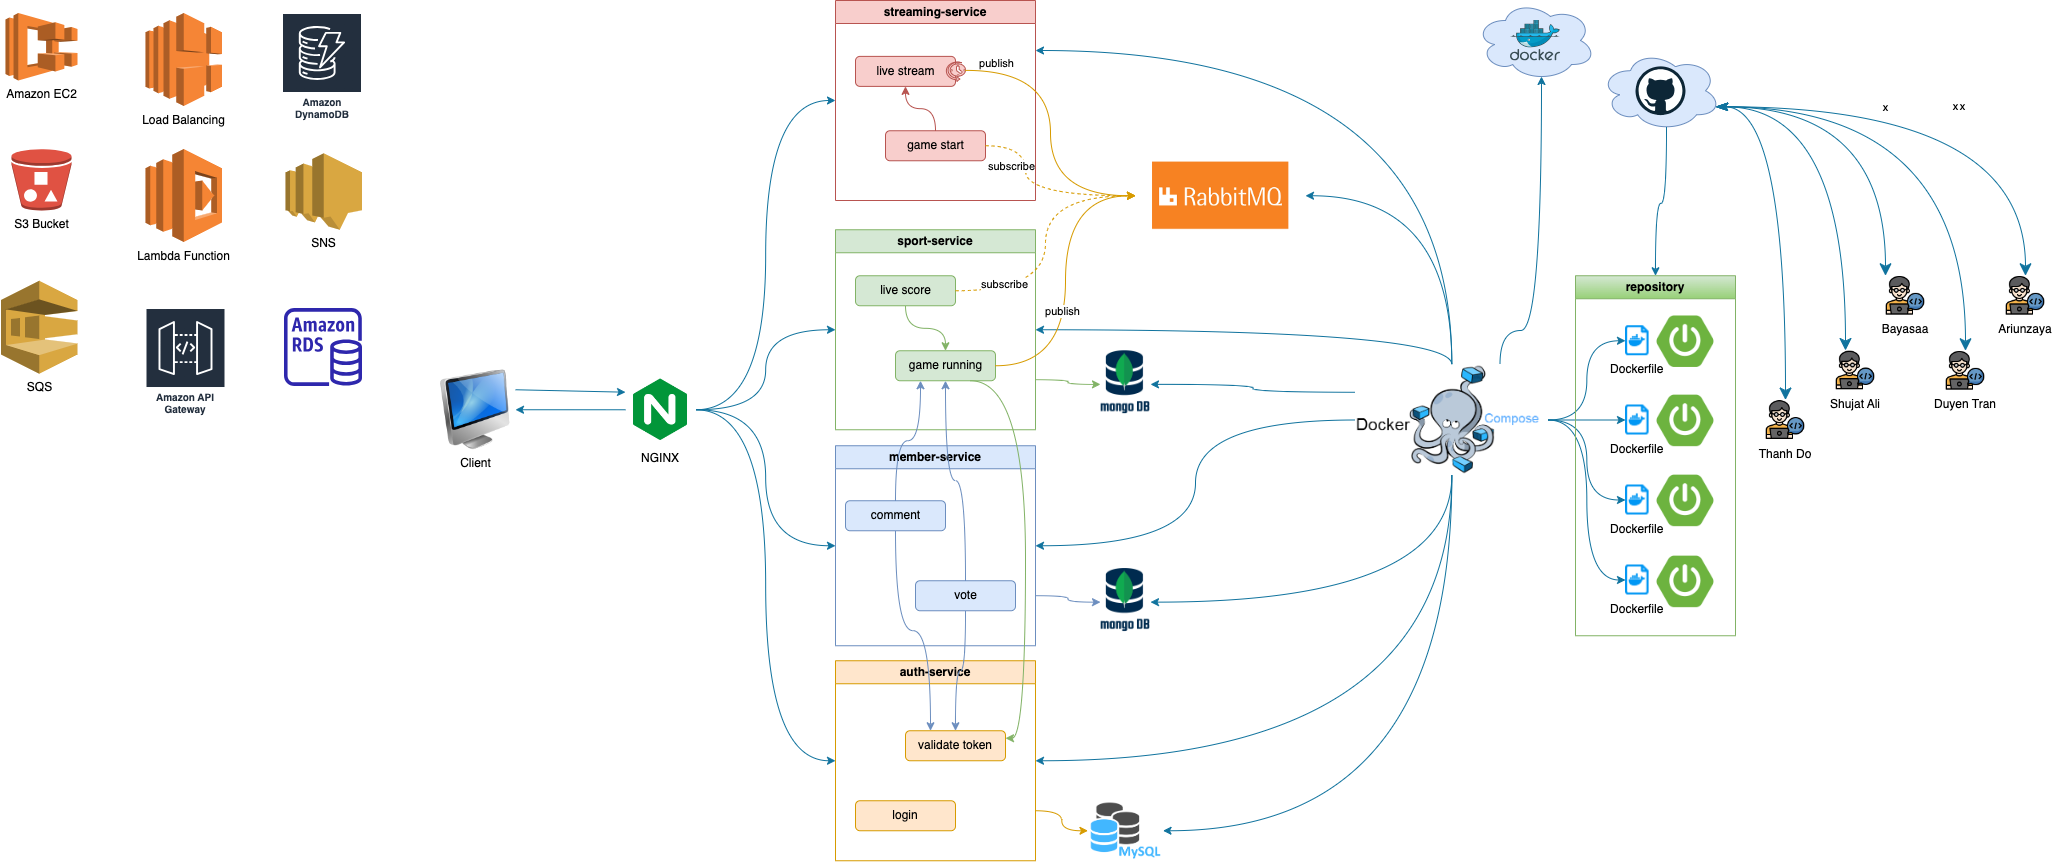 Amazon EC2
Load Balancing
Amazon
DynamoDB
S3 Bucket
Lambda Function
SNS
SQS
Amazon API
Gateway
Amazon
RDS
Client
NGINX
streaming-service
live stream
publish
game start
subscribe
RabbitMQ
sport-service
live score
subscribe
publish
game running
mongo DB
member-service
comment
vote
mongo DB
auth-service
validate token
login
MySQL
Docker
Compose
docker
x
xx
repository
Dockerfile
Dockerfile
Dockerfile
Dockerfile
Bayasaa
Ariunzaya
Shujat Ali
Duyen Tran
Thanh Do